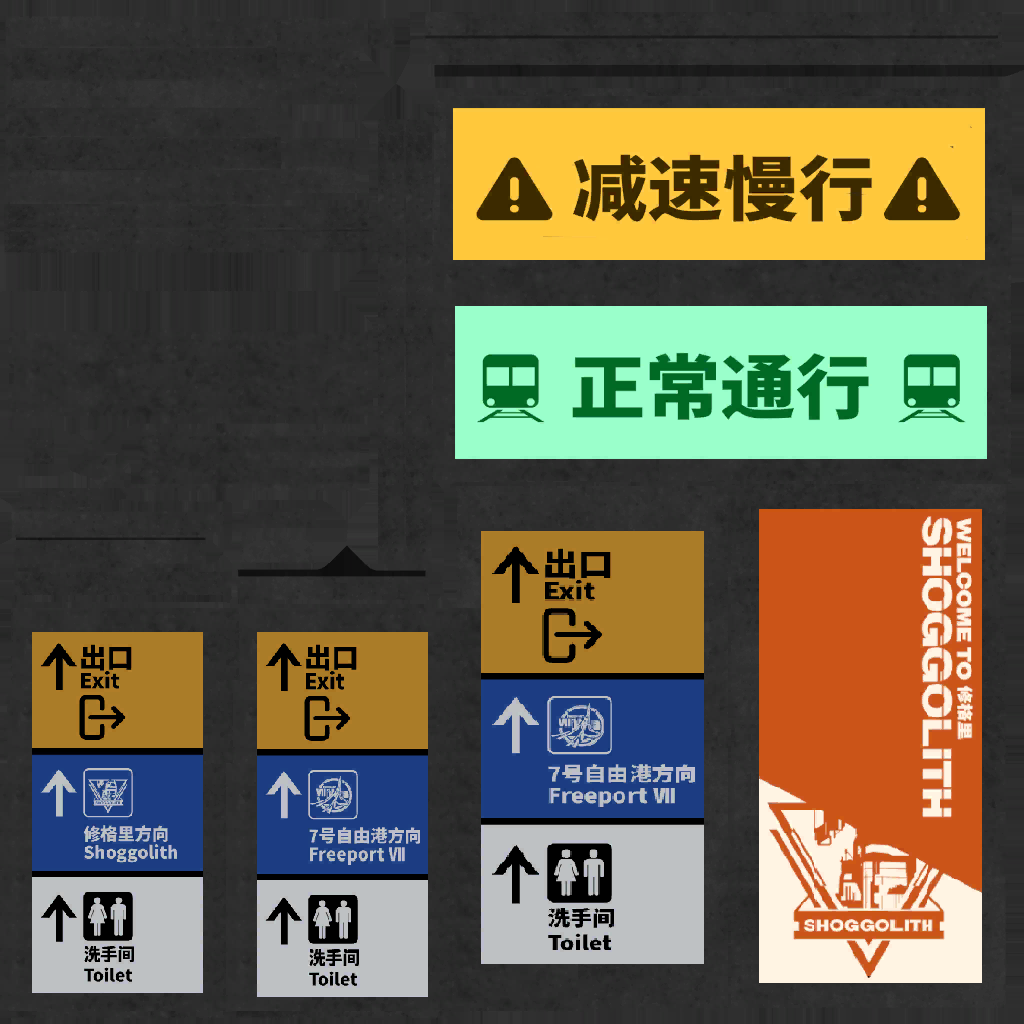 减速慢行
正常通行
出口
Exit
修格里方向
Shoggolith
洗手间
Toilet
出口
Exit
7号自由港方向
Freeport Ⅶ
洗手间
Toilet
出口
Exit
7号自由港方向
Freeport Ⅶ
洗手间
Toilet
WELCOME TO 修格里
SHOGGOLITH
SHOGGOLITH